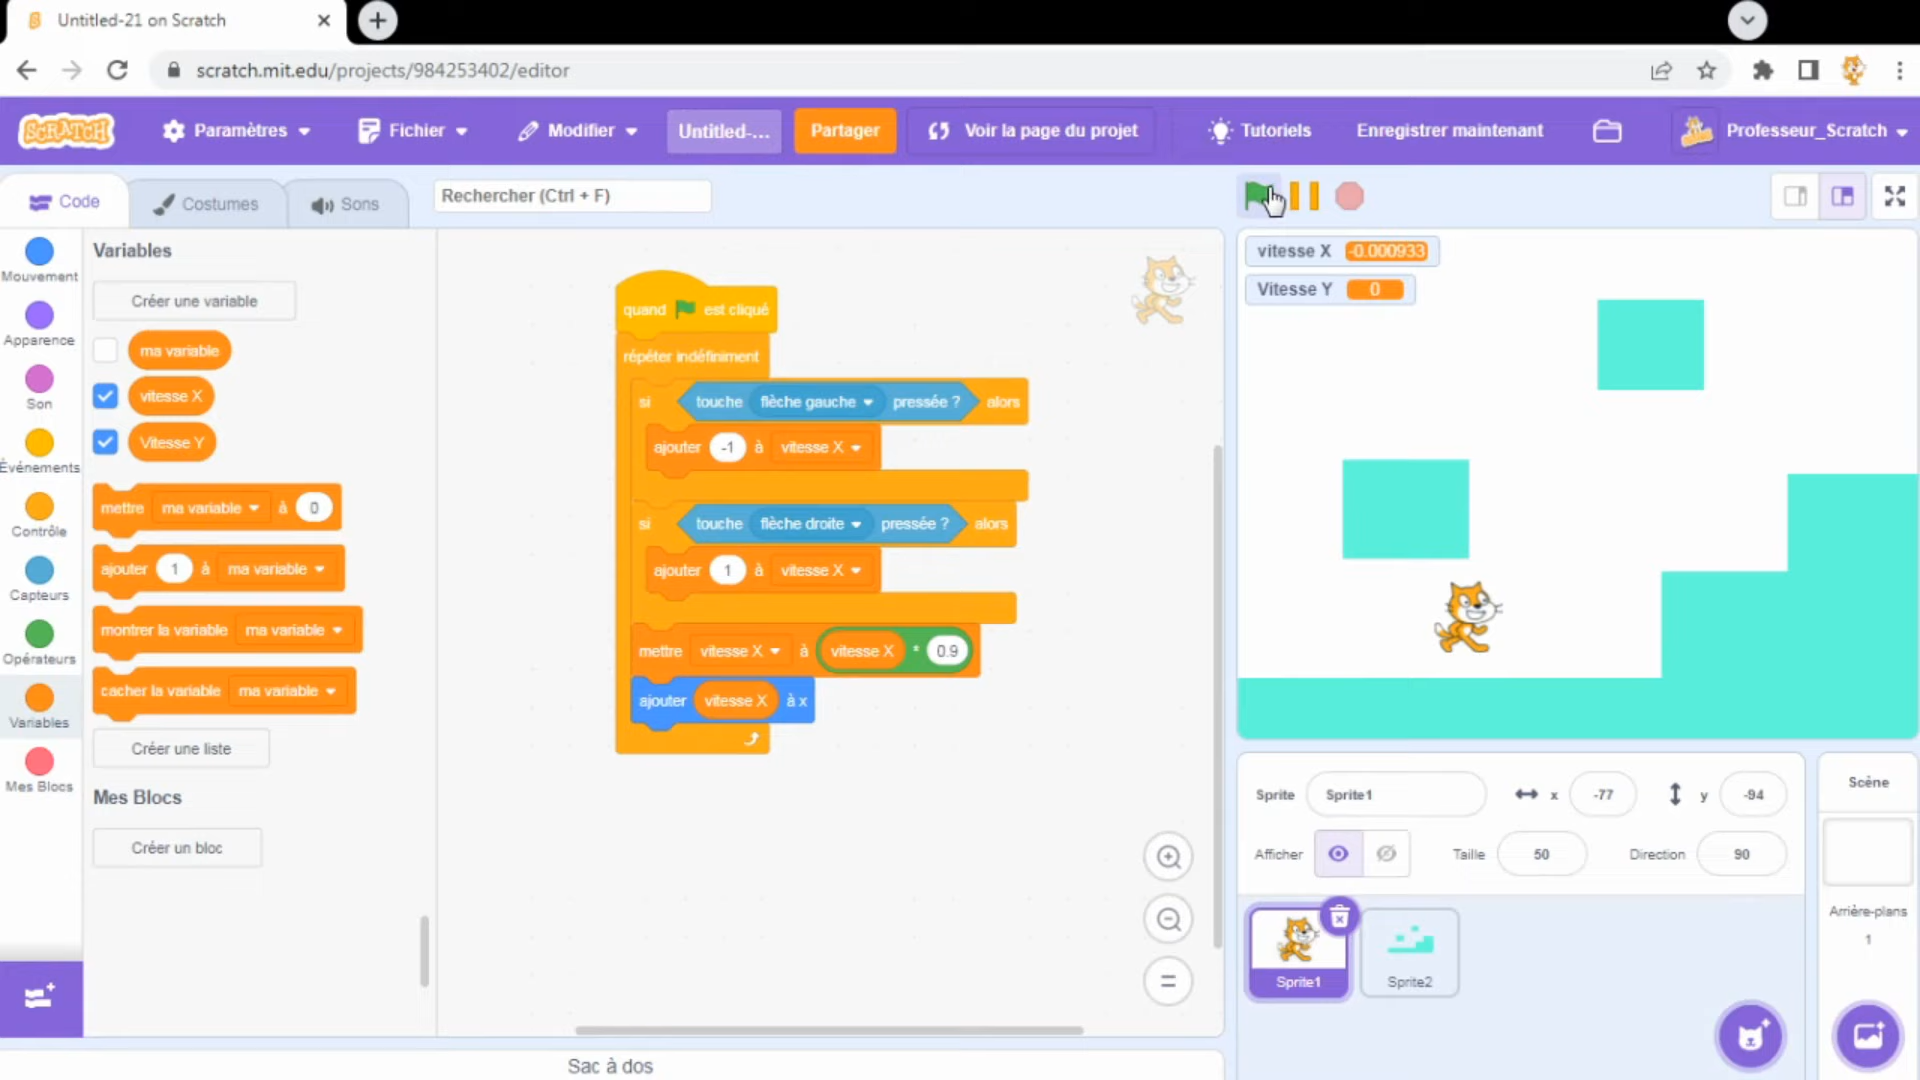 Untitled-21 on Scratch
scratch.mit.edu/projects/984253402/editor
SCRATCH
Paramètres
Fichier
Modifier
Untitled-...
Partager
Voir la page du projet
Tutoriels
Enregistrer maintenant
Professeur_Scratch
Code
Costumes
Sons
Rechercher (Ctrl + F)
Mouvement
Apparence
Son
Événements
Contrôle
Capteurs
Opérateurs
Variables
Mes Blocs
Variables
Créer une variable
ma variable
vitesse X
Vitesse Y
mettre ma variable à 0
ajouter 1 à ma variable
montrer la variable ma variable
cacher la variable ma variable
Créer une liste
Mes Blocs
Créer un bloc
quand est cliqué
répéter indéfiniment
si touche flèche gauche pressée ? alors
ajouter -1 à vitesse X
si touche flèche droite pressée ? alors
ajouter 1 à vitesse X
mettre vitesse X à vitesse X * 0.9
ajouter vitesse X à x
Sac à dos
vitesse X -0.000933
Vitesse Y 0
Sprite Sprite1 x -77 y -94
Afficher Taille 50 Direction 90
Sprite1
Sprite2
Scène
Arrière-plans
1